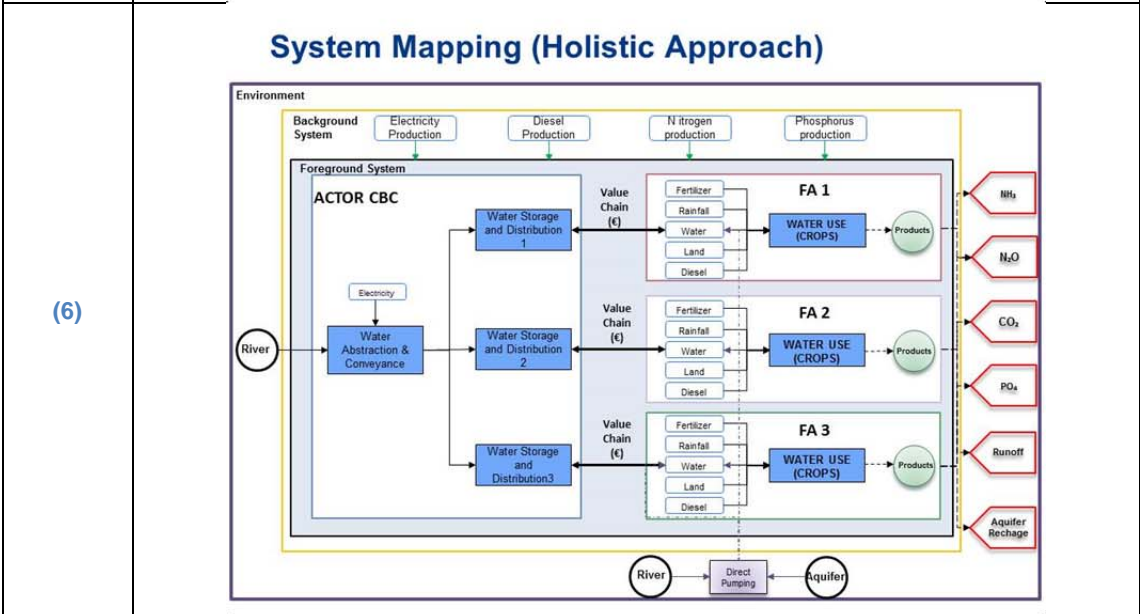 (6)
System Mapping (Holistic Approach)
Environment
Background
System
Electricity
Production
Diesel
Production
N itrogen
production
Phosphorus
production
Foreground System
ACTOR CBC
Value
Chain
(€)
Water Storage
and Distribution
1
Fertilizer
Rainfall
Water
Land
Diesel
FA 1
WATER USE
(CROPS)
Products
Electricity
River
Water
Abstraction &
Conveyance
Value
Chain
(€)
Water Storage
and Distribution
2
Fertilizer
Rainfall
Water
Land
Diesel
FA 2
WATER USE
(CROPS)
Products
Value
Chain
(€)
Water Storage
and
Distribution3
Fertilizer
Rainfall
Water
Land
Diesel
FA 3
WATER USE
(CROPS)
Products
NH₃
N₂O
CO₂
PO₄
Runoff
Aquifer
Rechage
River
Direct
Pumping
Aquifer